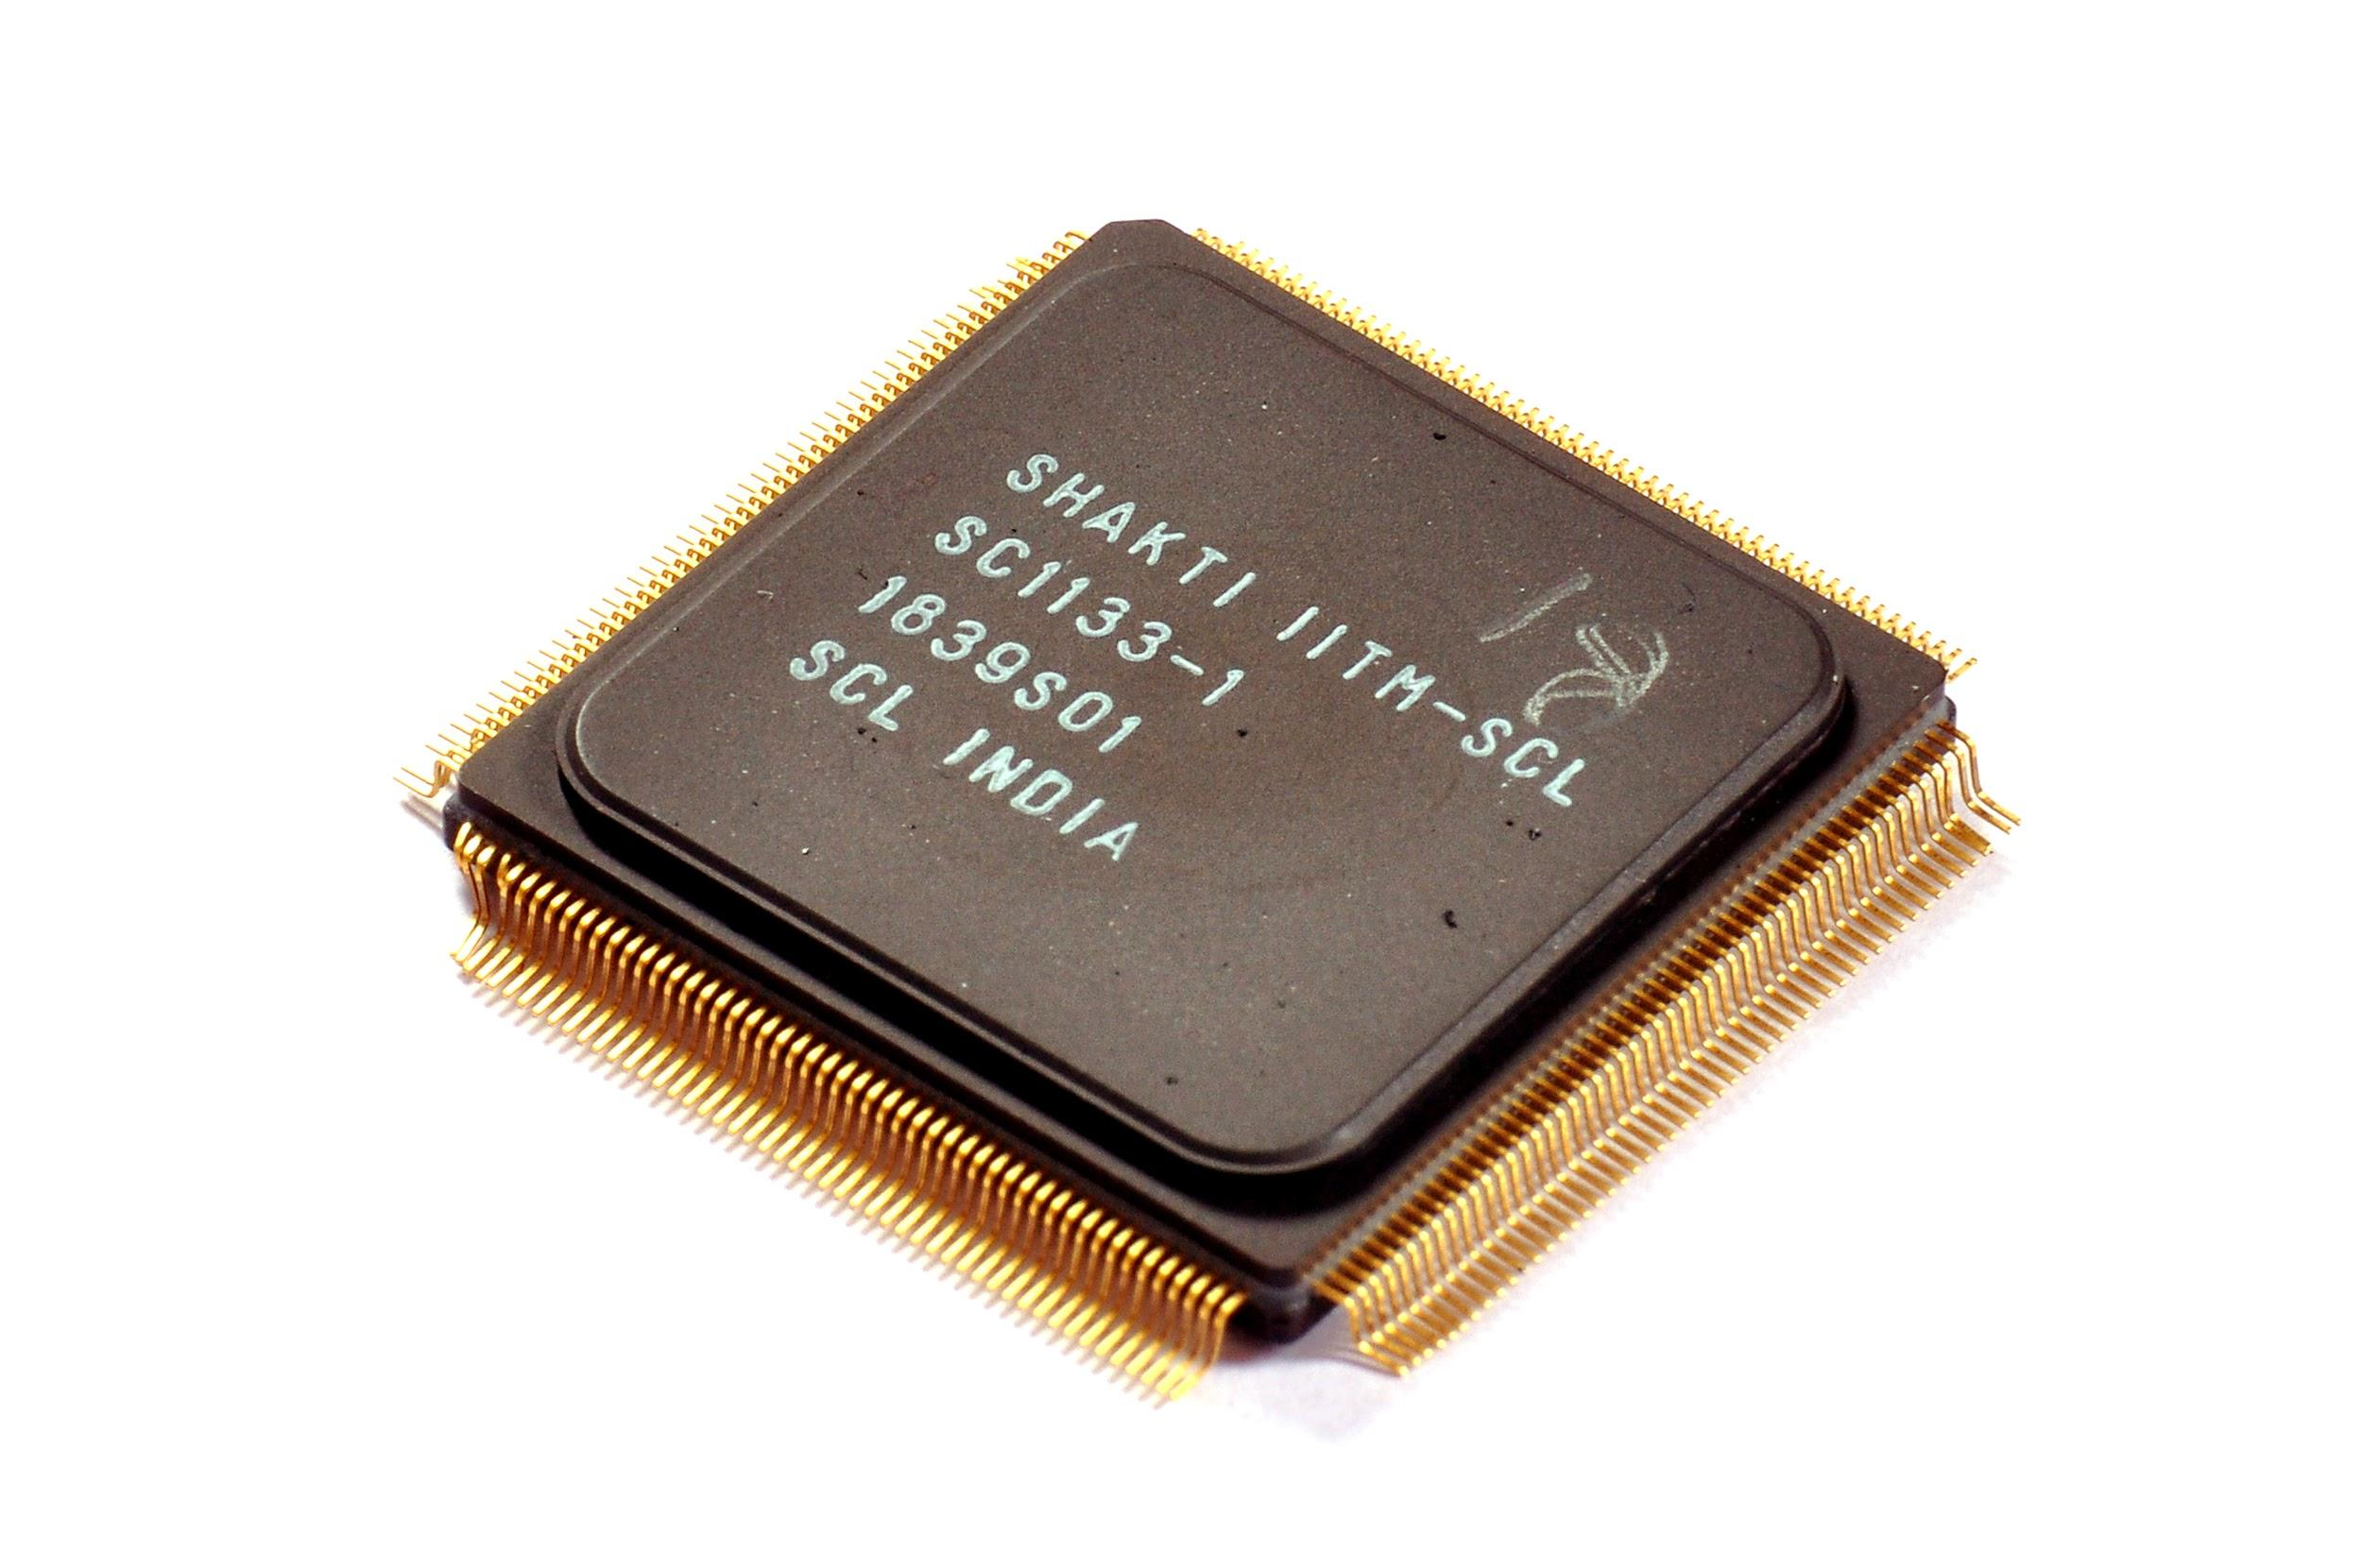 SHAKTI IITM-SCL
SC1133-1
1839S01
SCL INDIA